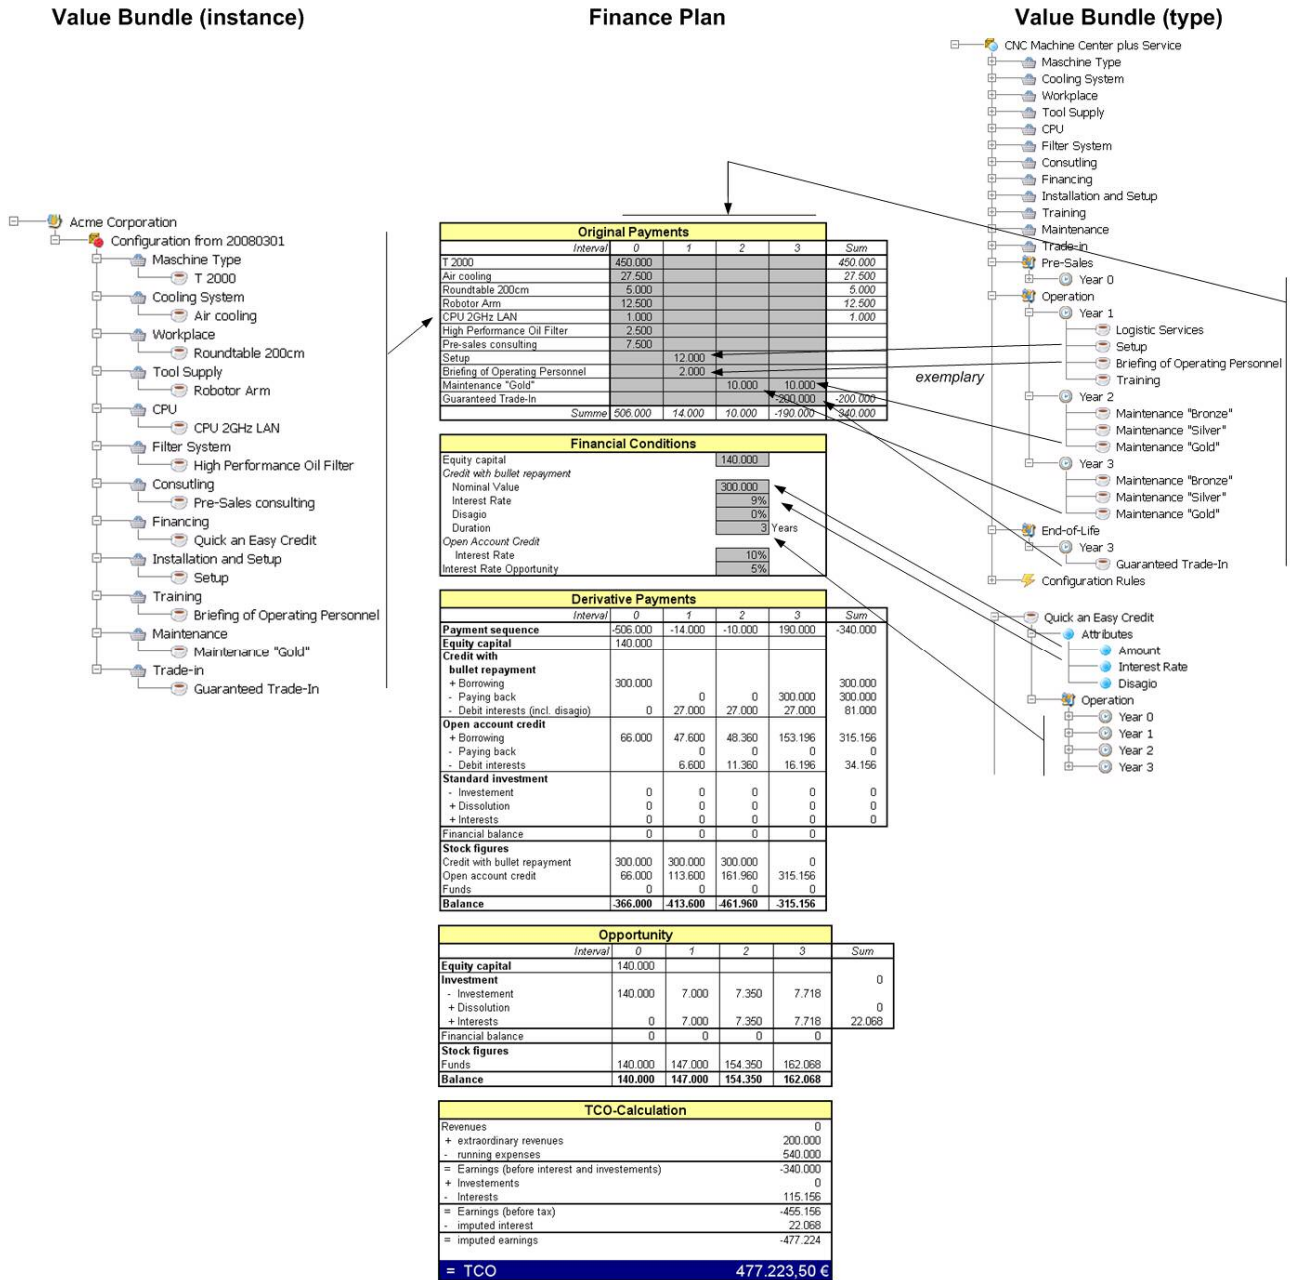 Value Bundle (instance)
Finance Plan
Value Bundle (type)
Acme Corporation
Configuration from 20080301
Maschine Type
T 2000
Cooling System
Air cooling
Workplace
Roundtable 200cm
Tool Supply
Robotor Arm
CPU
CPU 2GHz LAN
Filter System
High Performance Oil Filter
Consutling
Pre-Sales consulting
Financing
Quick an Easy Credit
Installation and Setup
Setup
Training
Briefing of Operating Personnel
Maintenance
Maintenance "Gold"
Trade-in
Guaranteed Trade-In
Original Payments
Interval 0 1 2 3 Sum
T 2000 450.000 450.000
Air cooling 27.500 27.500
Roundtable 200cm 5.000 5.000
Robotor Arm 12.500 12.500
CPU 2GHz LAN 1.000 1.000
High Performance Oil Filter 2.500
Pre-sales consulting 7.500
Setup 12.000
Briefing of Operating Personnel 2.000
Maintenance "Gold" 10.000 10.000
Guaranteed Trade-In -200.000 -200.000
Summe 506.000 14.000 10.000 -190.000 340.000
exemplary
Financial Conditions
Equity capital 140.000
Credit with bullet repayment
Nominal Value 300.000
Interest Rate 9%
Disagio 0%
Duration 3 Years
Open Account Credit
Interest Rate 10%
Interest Rate Opportunity 5%
Derivative Payments
Interval 0 1 2 3 Sum
Payment sequence -506.000 -14.000 -10.000 190.000 -340.000
Equity capital 140.000
Credit with
bullet repayment
+ Borrowing 300.000 300.000
- Paying back 0 0 300.000 300.000
- Debit interests (incl. disagio) 0 27.000 27.000 27.000 81.000
Open account credit
+ Borrowing 66.000 47.600 48.360 153.196 315.156
- Paying back 0 0 0 0
- Debit interests 6.600 11.360 16.196 34.156
Standard investment
- Investement 0 0 0 0 0
+ Dissolution 0 0 0 0 0
+ Interests 0 0 0 0 0
Financial balance 0 0 0 0
Stock figures
Credit with bullet repayment 300.000 300.000 300.000 0
Open account credit 66.000 113.600 161.960 315.156
Funds 0 0 0 0
Balance -366.000 -413.600 -461.960 -315.156
Opportunity
Interval 0 1 2 3 Sum
Equity capital 140.000
Investment 0
- Investement 140.000 7.000 7.350 7.718
+ Dissolution 0
+ Interests 0 7.000 7.350 7.718 22.068
Financial balance 0 0 0 0
Stock figures
Funds 140.000 147.000 154.350 162.068
Balance 140.000 147.000 154.350 162.068
TCO-Calculation
Revenues 0
+ extraordinary revenues 200.000
- running expenses 540.000
= Earnings (before interest and investements) -340.000
+ Investements 0
- Interests 115.156
= Earnings (before tax) -455.156
- imputed interest 22.068
= imputed earnings -477.224
= TCO 477.223,50 €
CNC Machine Center plus Service
Maschine Type
Cooling System
Workplace
Tool Supply
CPU
Filter System
Consutling
Financing
Installation and Setup
Training
Maintenance
Trade-in
Pre-Sales
Year 0
Operation
Year 1
Logistic Services
Setup
Briefing of Operating Personnel
Training
Year 2
Maintenance "Bronze"
Maintenance "Silver"
Maintenance "Gold"
Year 3
Maintenance "Bronze"
Maintenance "Silver"
Maintenance "Gold"
End-of-Life
Year 3
Guaranteed Trade-In
Configuration Rules
Quick an Easy Credit
Attributes
Amount
Interest Rate
Disagio
Operation
Year 0
Year 1
Year 2
Year 3